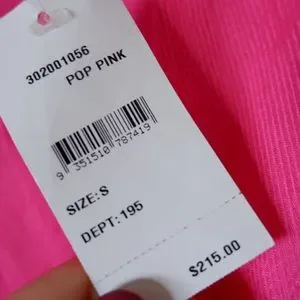 302001056
POP PINK
9 351510 787419
SIZE:S
DEPT:195
$215.00